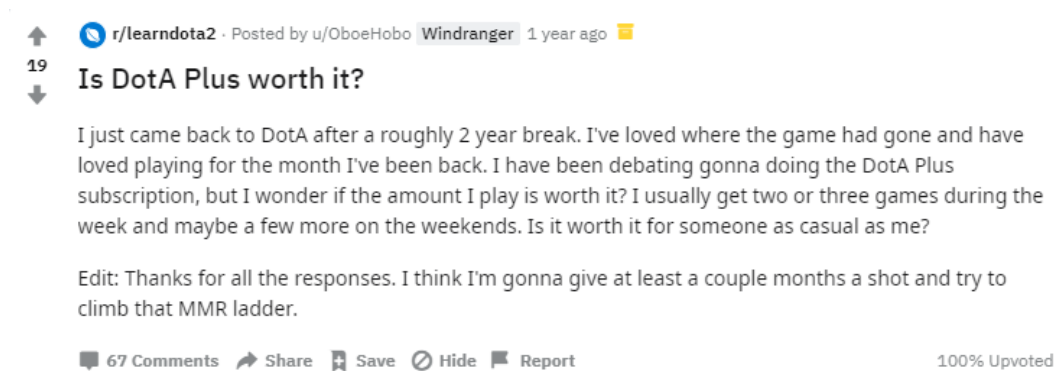 r/learndota2 · Posted by u/OboeHobo Windranger 1 year ago
19
Is DotA Plus worth it?
I just came back to DotA after a roughly 2 year break. I've loved where the game had gone and have
loved playing for the month I've been back. I have been debating gonna doing the DotA Plus
subscription, but I wonder if the amount I play is worth it? I usually get two or three games during the
week and maybe a few more on the weekends. Is it worth it for someone as casual as me?
Edit: Thanks for all the responses. I think I'm gonna give at least a couple months a shot and try to
climb that MMR ladder.
67 Comments Share Save Hide Report 100% Upvoted